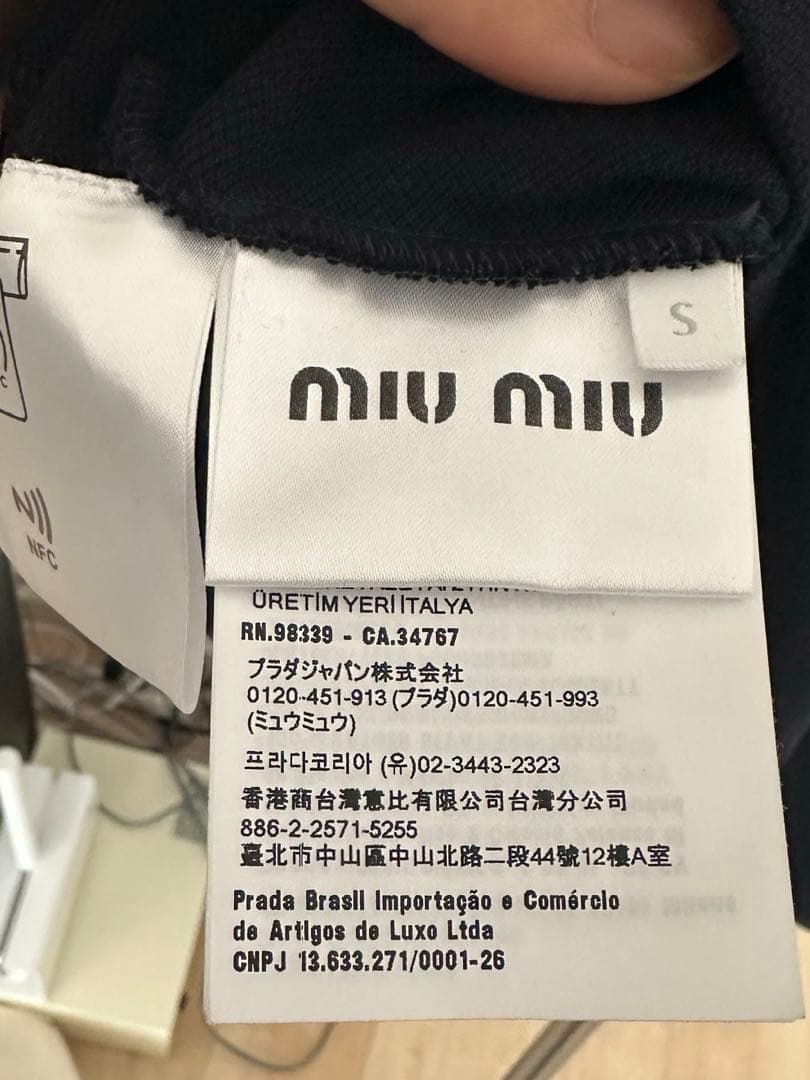 S
miu miu
NFC
ÜRETİM YERİ İTALYA
RN.98339 - CA.34767
プラダジャパン株式会社
0120-451-913 (プラダ)0120-451-993
(ミュウミュウ)
프라다코리아 (유)02-3443-2323
香港商台灣意比有限公司台灣分公司
886-2-2571-5255
臺北市中山區中山北路二段44號12樓A室
Prada Brasil Importação e Comércio
de Artigos de Luxo Ltda
CNPJ 13.633.271/0001-26